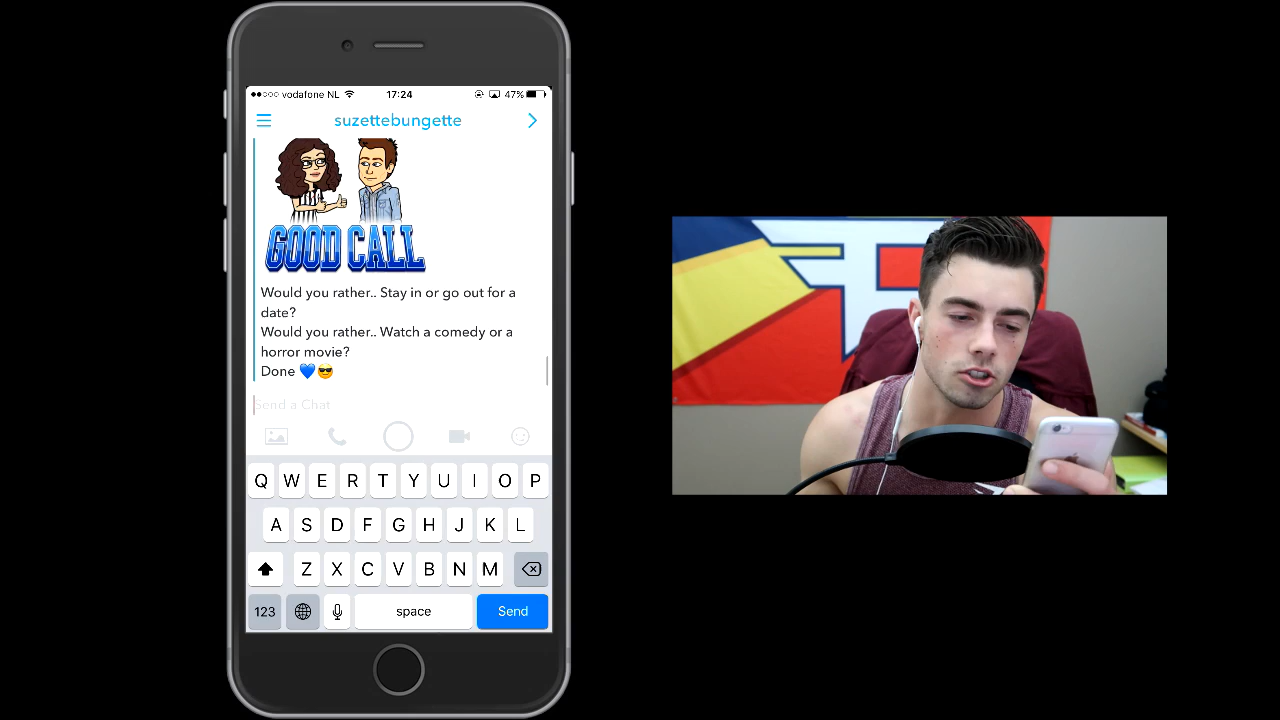 vodafone NL 17:24 47%
suzettebungette
GOOD CALL
Would you rather.. Stay in or go out for a
date?
Would you rather.. Watch a comedy or a
horror movie?
Done 💙😎
Send a Chat
Q W E R T Y U I O P
A S D F G H J K L
Z X C V B N M
123 space Send